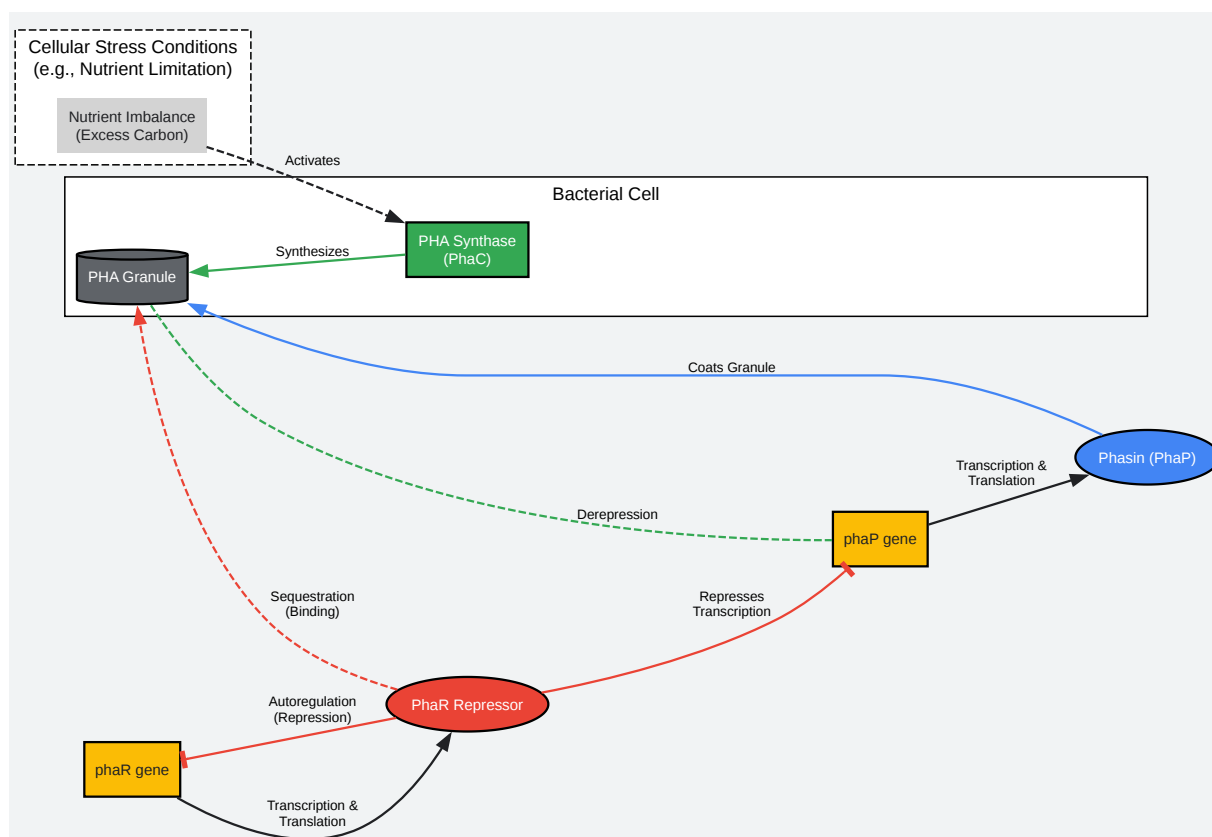 Cellular Stress Conditions
(e.g., Nutrient Limitation)
Nutrient Imbalance
(Excess Carbon)
Activates
Bacterial Cell
PHA Synthase
(PhaC)
Synthesizes
PHA Granule
Coats Granule
Phasin (PhaP)
Transcription &
Translation
Derepression
phaP gene
Sequestration
(Binding)
Represses
Transcription
Autoregulation
(Repression)
PhaR Repressor
phaR gene
Transcription &
Translation